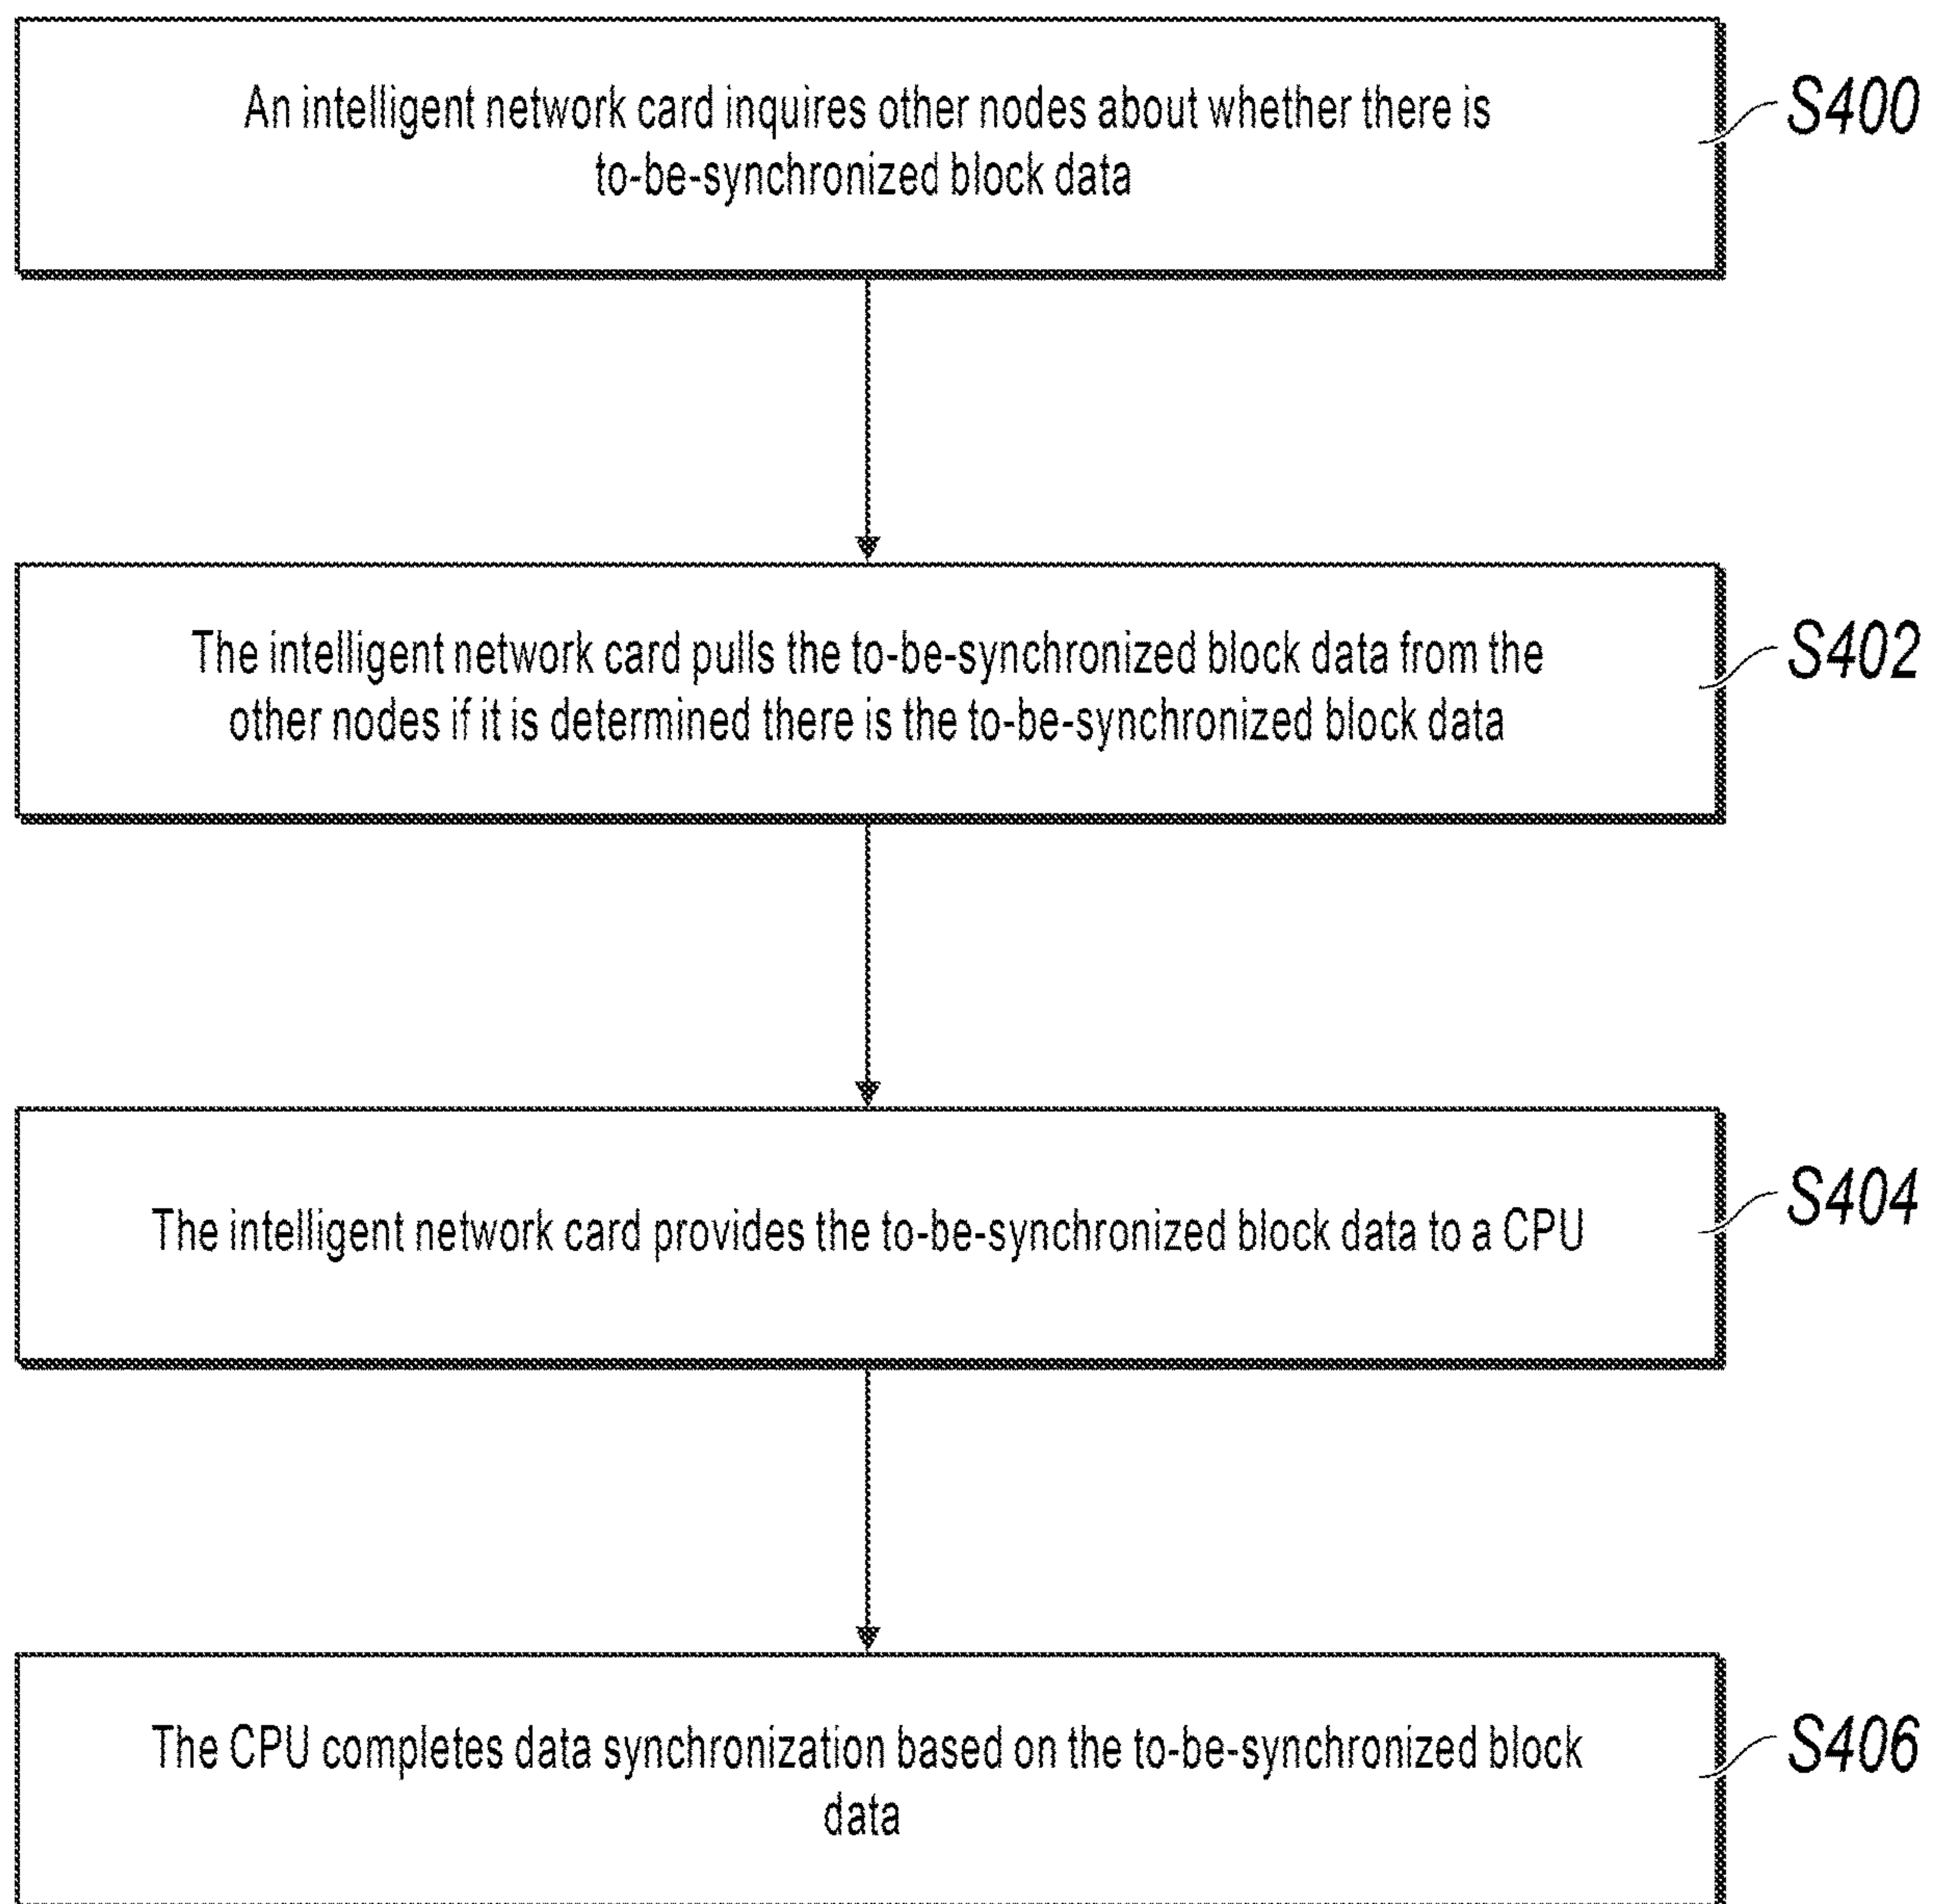 An intelligent network card inquires other nodes about whether there is
to-be-synchronized block data
S400
The intelligent network card pulls the to-be-synchronized block data from the
other nodes if it is determined there is the to-be-synchronized block data
S402
The intelligent network card provides the to-be-synchronized block data to a CPU
S404
The CPU completes data synchronization based on the to-be-synchronized block
data
S406